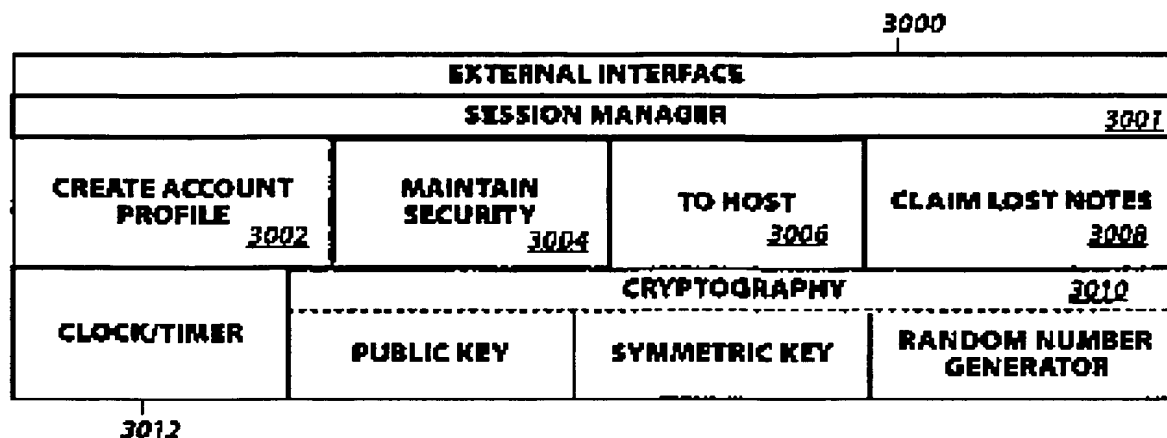 3000
EXTERNAL INTERFACE
SESSION MANAGER 3001
CREATE ACCOUNT
PROFILE 3002
MAINTAIN
SECURITY 3004
TO HOST
3006
CLAIM LOST NOTES
3008
CLOCK/TIMER
CRYPTOGRAPHY 3010
PUBLIC KEY
SYMMETRIC KEY
RANDOM NUMBER
GENERATOR
3012